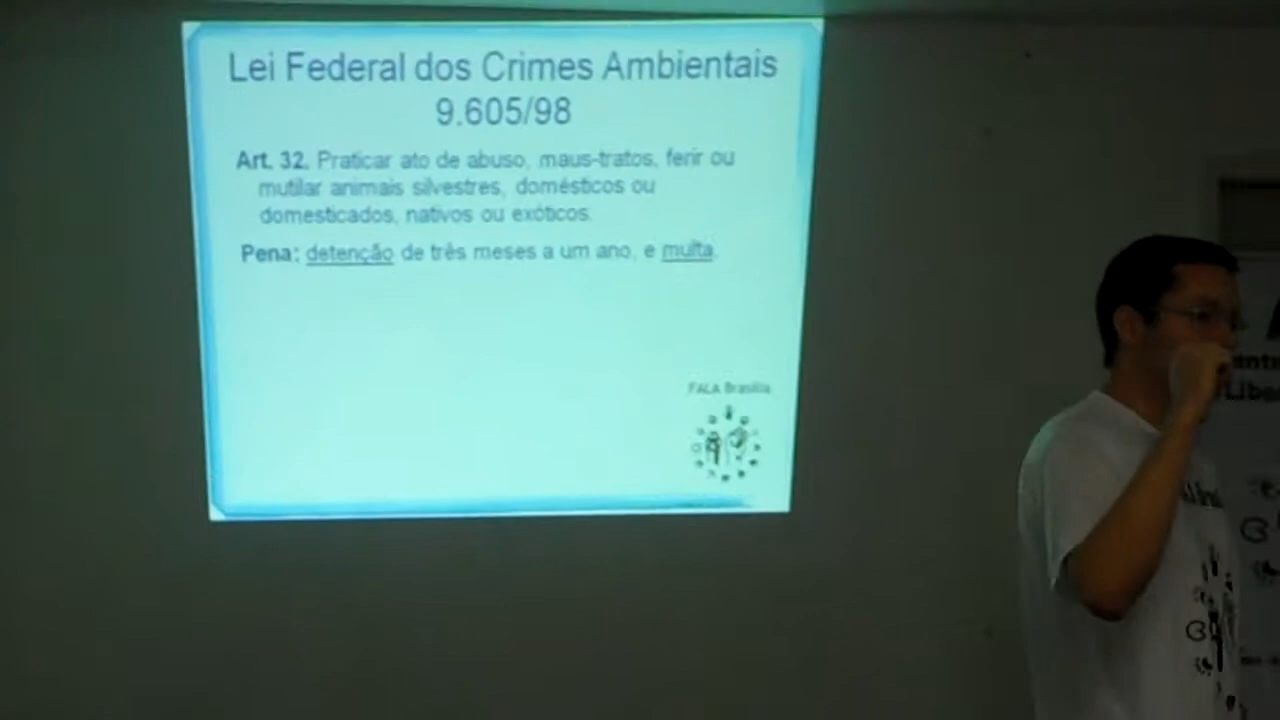 Lei Federal dos Crimes Ambientais
9.605/98
Art. 32. Praticar ato de abuso, maus-tratos, ferir ou
mutilar animais silvestres, domésticos ou
domesticados, nativos ou exóticos:
Pena: detenção de três meses a um ano, e multa.
FALA Brasília